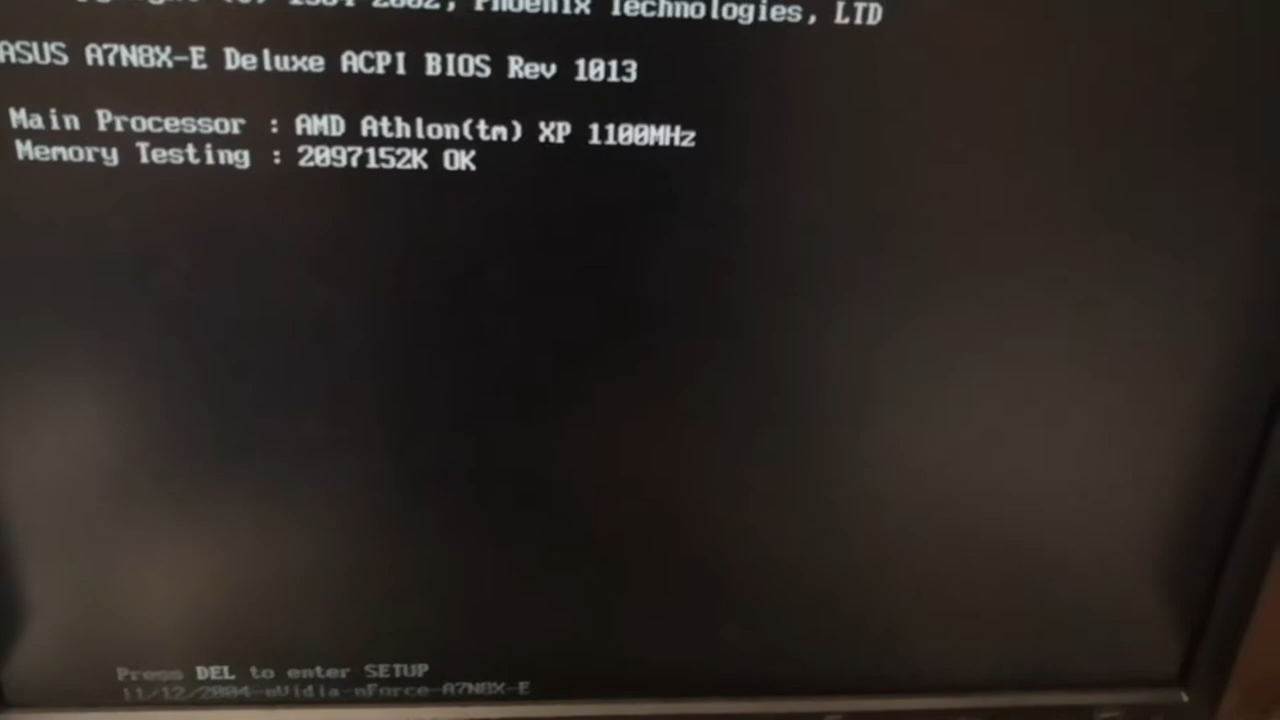 Phoenix Technologies, LTD
ASUS A7N8X-E Deluxe ACPI BIOS Rev 1013
Main Processor : AMD Athlon(tm) XP 1100MHz
Memory Testing : 2097152K OK
Press DEL to enter SETUP
11/12/2004-nVidia-nForce-A7N8X-E